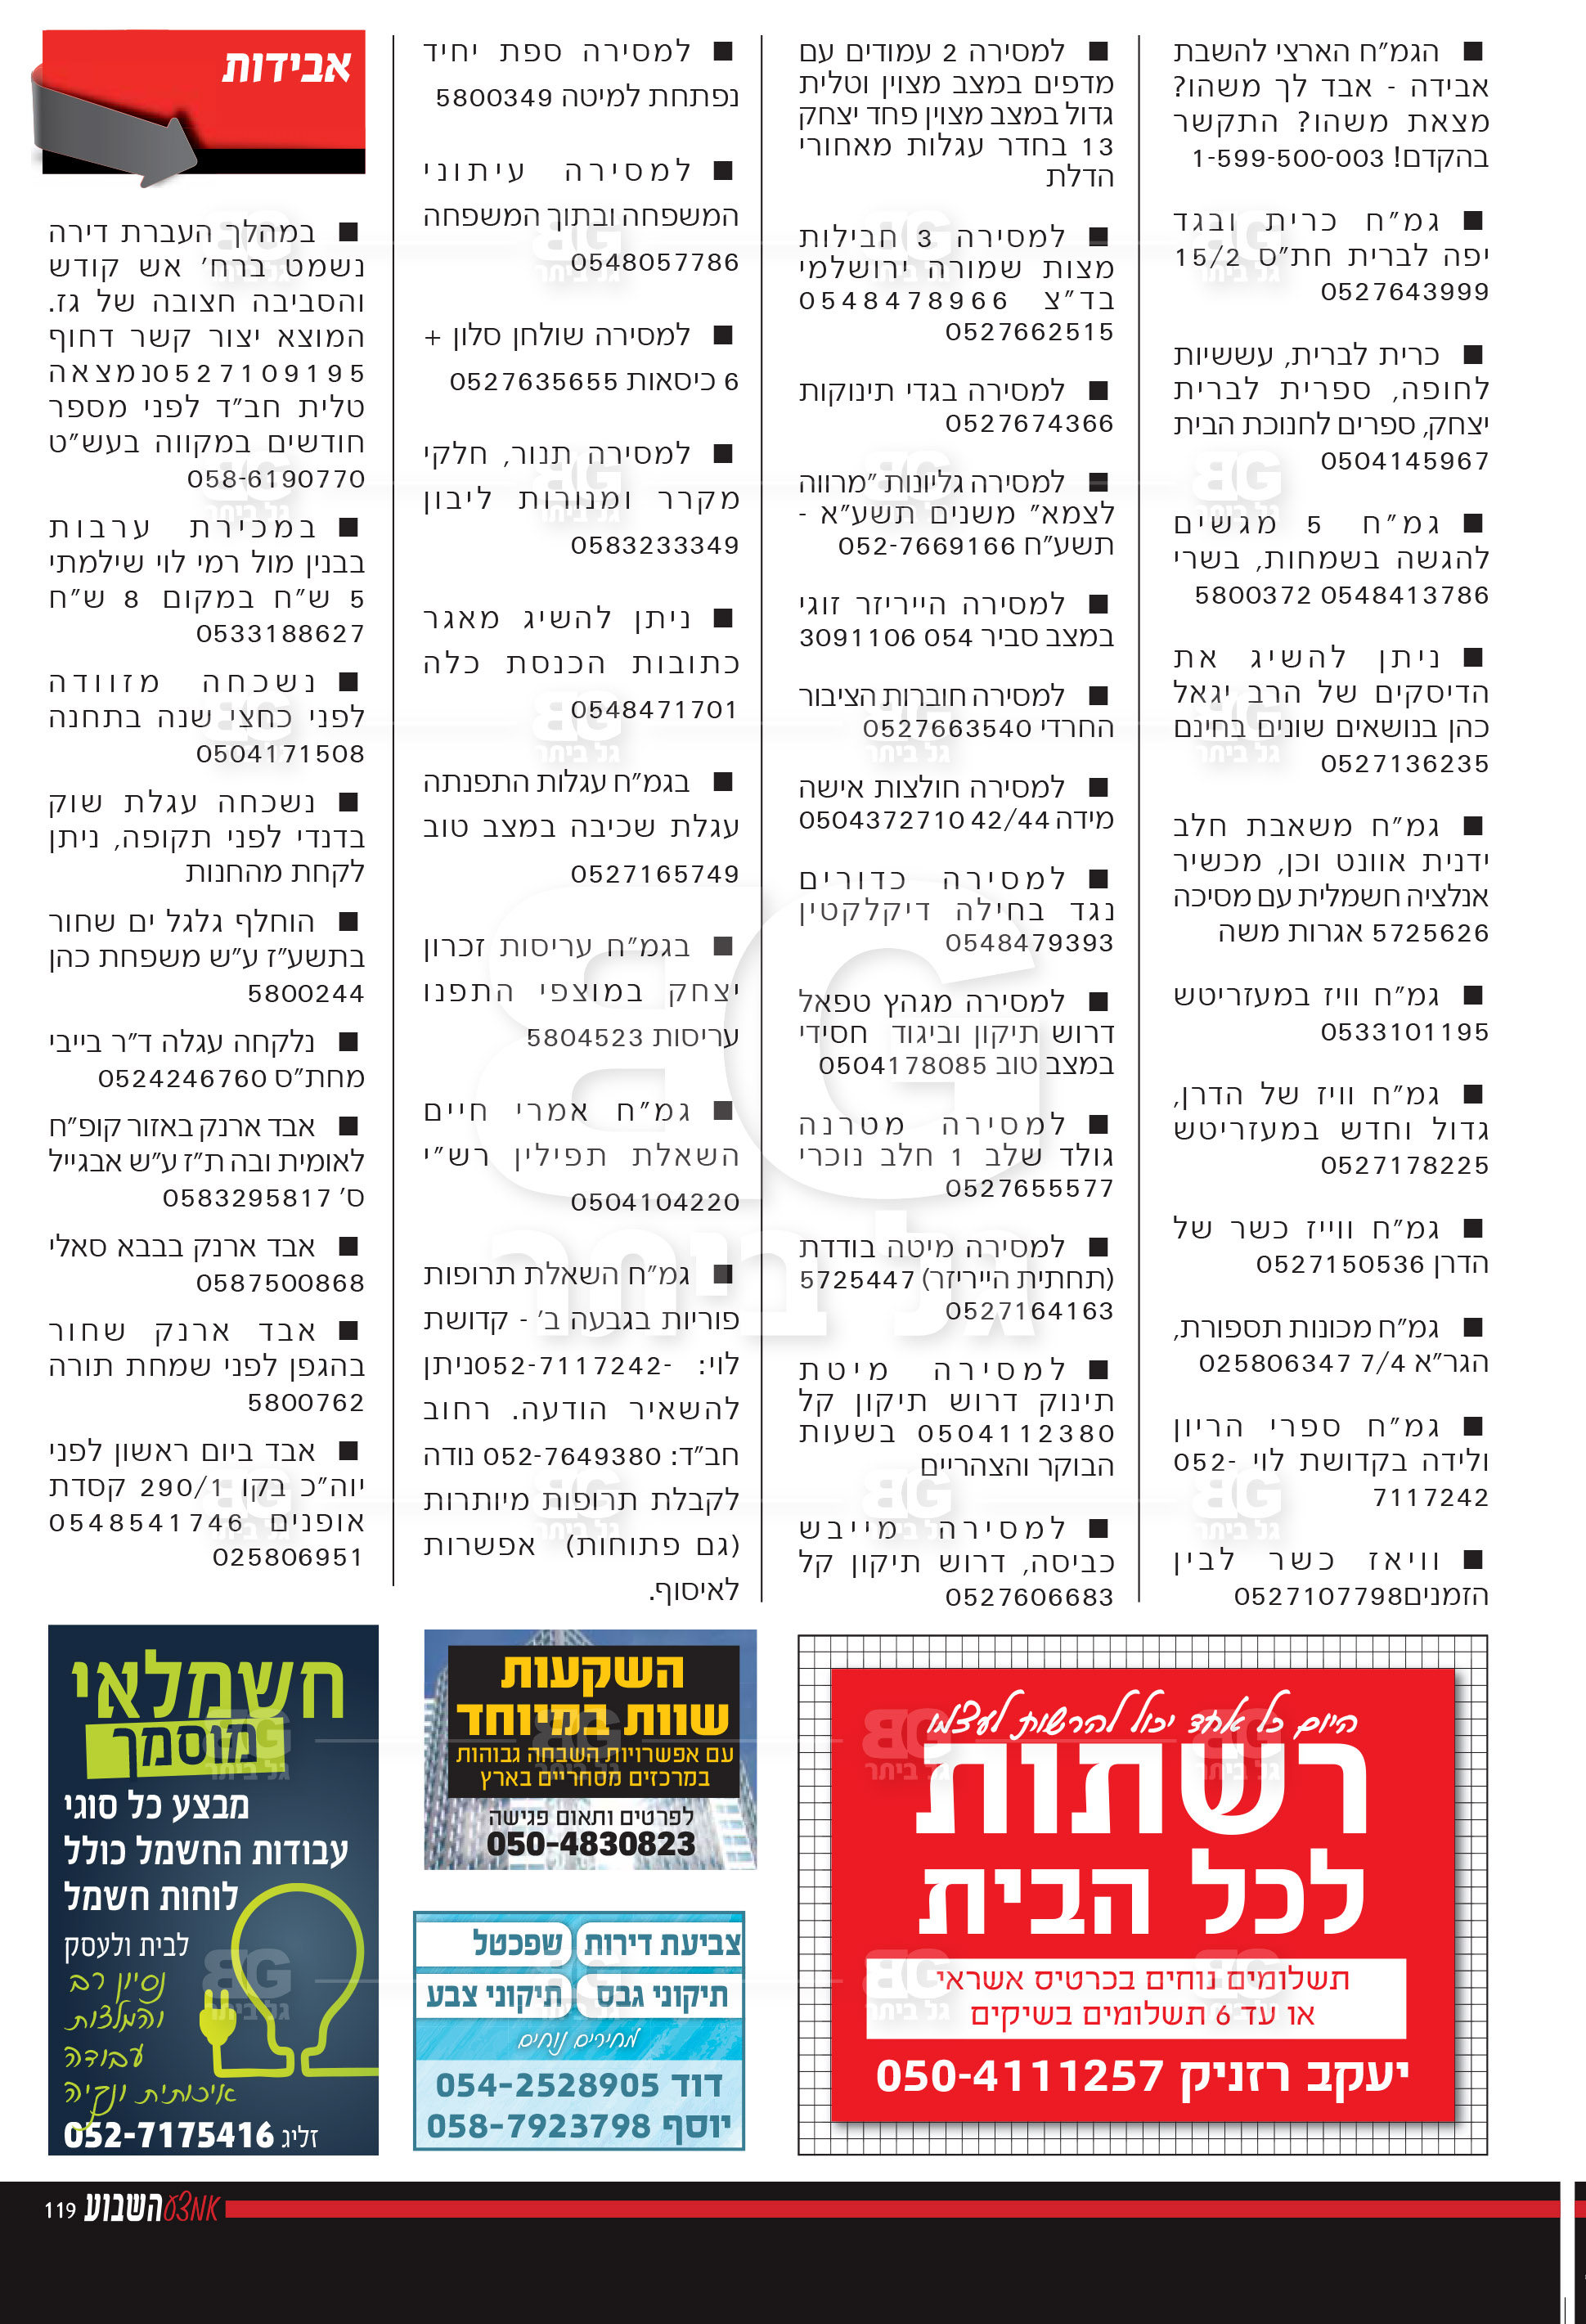 ■ הגמ"ח הארצי להשבת
אבידה - אבד לך משהו?
מצאת משהו? התקשר
בהקדם! 1-599-500-003
■ גמ"ח כרית ובגד
יפה לברית חת"ס 15/2
0527643999
■ כרית לברית, עששיות
לחופה, ספרית לברית
יצחק, ספרים לחנוכת הבית
0504145967
■ גמ"ח 5 מגשים
להגשה בשמחות, בשרי
0548413786 5800372
■ ניתן להשיג את
הדיסקים של הרב יגאל
כהן בנושאים שונים בחינם
0527136235
■ גמ"ח משאבת חלב
ידנית אוונט וכן, מכשיר
אנלציה חשמלית עם מסיכה
5725626 אגרות משה
■ גמ"ח וויז במעזריטש
0533101195
■ גמ"ח וויז של הדרן,
גדול וחדש במעזריטש
0527178225
■ גמ"ח ווייז כשר של
הדרן 0527150536
■ גמ"ח מכונות תספורת,
הגר"א 7/4 025806347
■ גמ"ח ספרי הריון
ולידה בקדושת לוי 052-
7117242
■ וויאז כשר לבין
הזמנים0527107798
■ למסירה 2 עמודים עם
מדפים במצב מצוין וטלית
גדול במצב מצוין פחד יצחק
13 בחדר עגלות מאחורי
הדלת
■ למסירה 3 חבילות
מצות שמורה ירושלמי
בד"צ 0548478966
0527662515
■ למסירה בגדי תינוקות
0527674366
■ למסירה גליונות "מרווה
לצמא" משנים תשע"א -
תשע"ח 052-7669166
■ למסירה הייריזר זוגי
במצב סביר 054 3091106
■ למסירה חוברות הציבור
החרדי 0527663540
■ למסירה חולצות אישה
מידה 42/44 0504372710
■ למסירה כדורים
נגד בחילה דיקלקטין
0548479393
■ למסירה מגהץ טפאל
דרוש תיקון וביגוד חסידי
במצב טוב 0504178085
■ למסירה מטרנה
גולד שלב 1 חלב נוכרי
0527655577
■ למסירה מיטה בודדת
(תחתית הייריזר) 5725447
0527164163
■ למסירה מיטת
תינוק דרוש תיקון קל
0504112380 בשעות
הבוקר והצהריים
■ למסירה מייבש
כביסה, דרוש תיקון קל
0527606683
■ למסירה ספת יחיד
נפתחת למיטה 5800349
■ למסירה עיתוני
המשפחה ובתוך המשפחה
0548057786
■ למסירה שולחן סלון +
6 כיסאות 0527635655
■ למסירה תנור, חלקי
מקרר ומנורות ליבון
0583233349
■ ניתן להשיג מאגר
כתובות הכנסת כלה
0548471701
■ בגמ"ח עגלות התפנתה
עגלת שכיבה במצב טוב
0527165749
■ בגמ"ח עריסות זכרון
יצחק במוצפי התפנו
עריסות 5804523
■ גמ"ח אמרי חיים
השאלת תפילין רש"י
0504104220
■ גמ"ח השאלת תרופות
פוריות בגבעה ב' - קדושת
לוי: -052-7117242ניתן
להשאיר הודעה. רחוב
חב"ד: 052-7649380 נודה
לקבלת תרופות מיותרות
(גם פתוחות) אפשרות
לאיסוף.
אבידות
■ במהלך העברת דירה
נשמט ברח' אש קודש
והסביבה חצובה של גז.
המוצא יצור קשר דחוף
0527109195נמצאה
טלית חב"ד לפני מספר
חודשים במקווה בעש"ט
058-6190770
■ במכירת ערבות
בבנין מול רמי לוי שילמתי
5 ש"ח במקום 8 ש"ח
0533188627
■ נשכחה מזוודה
לפני כחצי שנה בתחנה
0504171508
■ נשכחה עגלת שוק
בדנדי לפני תקופה, ניתן
לקחת מהחנות
■ הוחלף גלגל ים שחור
בתשע"ז ע"ש משפחת כהן
5800244
■ נלקחה עגלה ד"ר בייבי
מחת"ס 0524246760
■ אבד ארנק באזור קופ"ח
לאומית ובה ת"ז ע"ש אבגייל
ס' 0583295817
■ אבד ארנק בבבא סאלי
0587500868
■ אבד ארנק שחור
בהגפן לפני שמחת תורה
5800762
■ אבד ביום ראשון לפני
יוה"כ בקו 290/1 קסדת
אופנים 0548541746
025806951
היום כל אחד יכול להרשות לעצמו
רשתות
לכל הבית
תשלומים נוחים בכרטיס אשראי
או עד 6 תשלומים בשיקים
יעקב רזניק 050-4111257
השקעות
שוות במיוחד
עם אפשרויות השבחה גבוהות
במרכזים מסחריים בארץ
לפרטים ותאום פגישה
050-4830823
צביעת דירות שפכטל
תיקוני גבס תיקוני צבע
מחירים נוחים
דוד 054-2528905
יוסף 058-7923798
חשמלאי
מוסמך
מבצע כל סוגי
עבודות החשמל כולל
לוחות חשמל
לבית ולעסק
נסיון רב
והמלצות
עבודה
איכותית ונקיה
זליג 052-7175416
אמצע השבוע 119
BG
גל ביתר